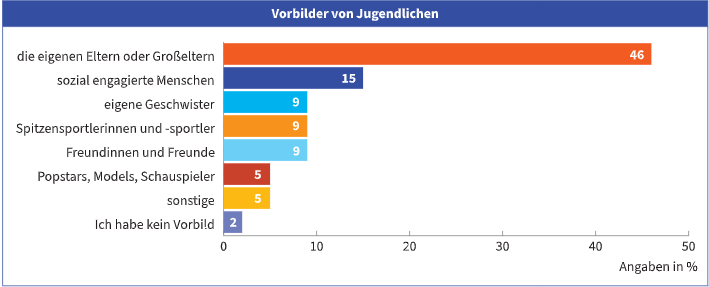 Vorbilder von Jugendlichen
die eigenen Eltern oder Großeltern 46
sozial engagierte Menschen 15
eigene Geschwister 9
Spitzensportlerinnen und -sportler 9
Freundinnen und Freunde 9
Popstars, Models, Schauspieler 5
sonstige 5
Ich habe kein Vorbild 2
0 10 20 30 40 50
Angaben in %